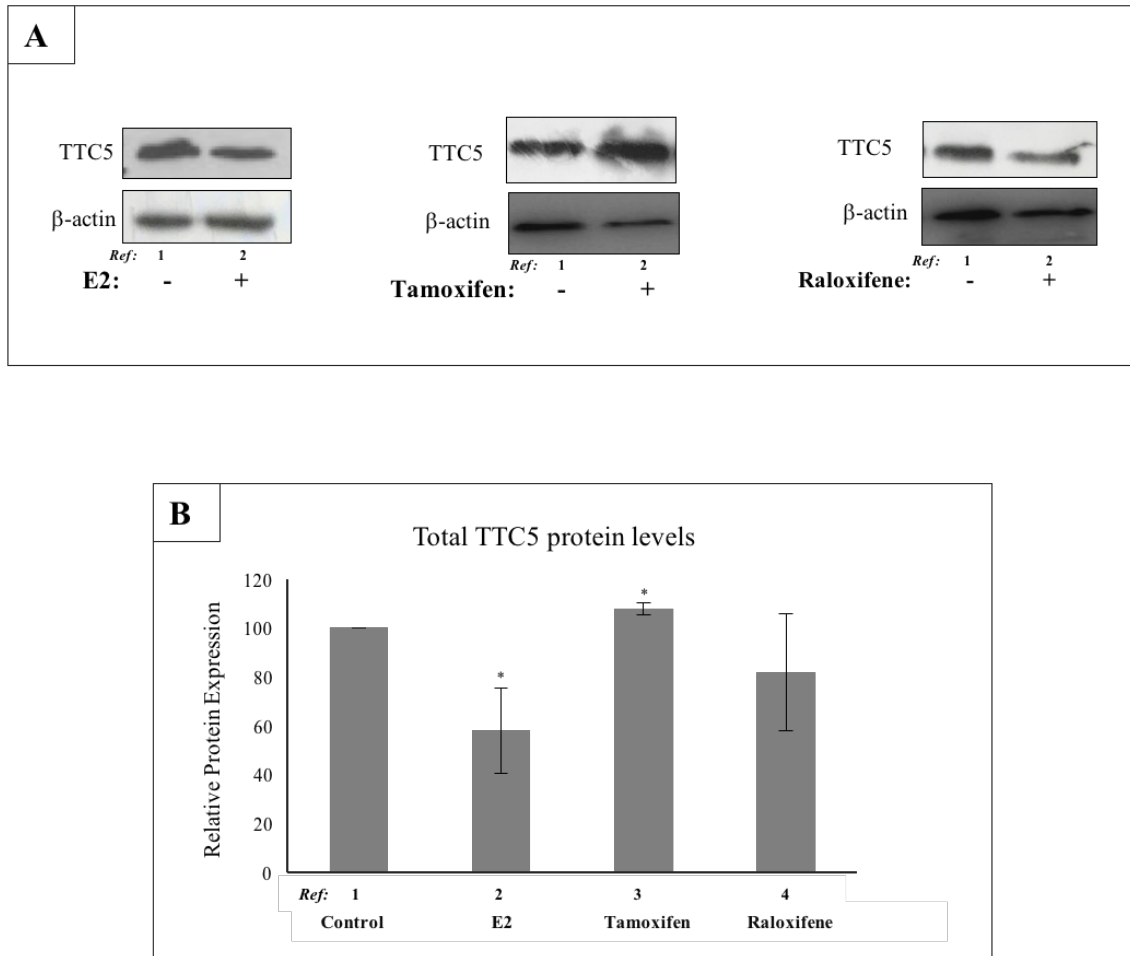 A
TTC5
β-actin
Ref: 1 2
E2: - +
TTC5
β-actin
Ref: 1 2
Tamoxifen: - +
TTC5
β-actin
Ref: 1 2
Raloxifene: - +
B
Total TTC5 protein levels
Relative Protein Expression
120
100
80
60
40
20
0
*
*
Ref: 1 2 3 4
Control E2 Tamoxifen Raloxifene